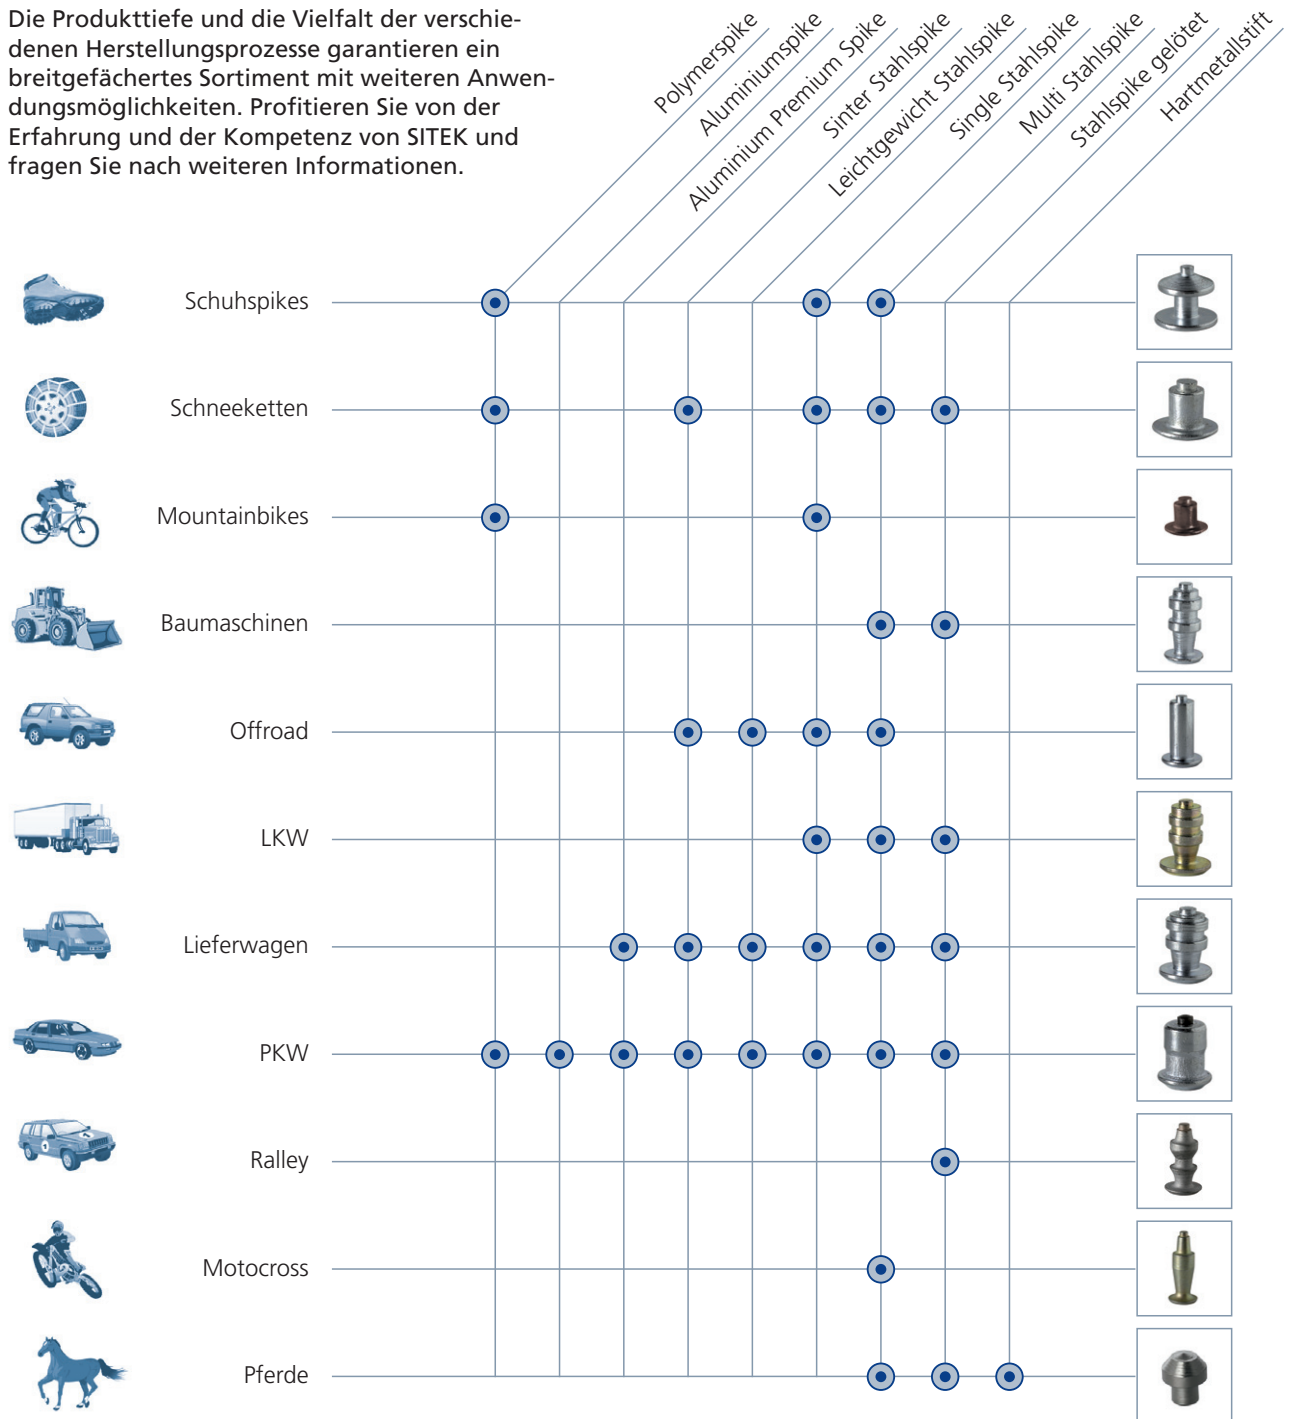 Die Produkttiefe und die Vielfalt der verschie-
denen Herstellungsprozesse garantieren ein
breitgefächertes Sortiment mit weiteren Anwen-
dungsmöglichkeiten. Profitieren Sie von der
Erfahrung und der Kompetenz von SITEK und
fragen Sie nach weiteren Informationen.
Polymerspike
Aluminiumspike
Aluminium Premium Spike
Sinter Stahlspike
Leichtgewicht Stahlspike
Single Stahlspike
Multi Stahlspike
Stahlspike gelötet
Hartmetallstift
Schuhspikes
Schneeketten
Mountainbikes
Baumaschinen
Offroad
LKW
Lieferwagen
PKW
Ralley
Motocross
Pferde